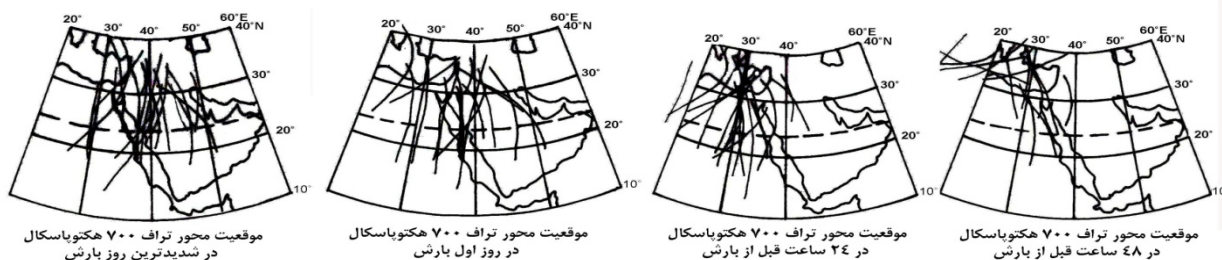 20° 30° 40° 50° 60°E 40°N 30° 20° 10°
20° 30° 40° 50° 60°E 40°N 30° 20° 10°
20° 30° 40° 50° 60°E 40°N 30° 20° 10°
20° 30° 40° 50° 60°E 40°N 30° 20° 10°
موقعیت محور تراف ۷۰۰ هکتوپاسکال
در ٤٨ ساعت قبل از بارش
موقعیت محور تراف ۷۰۰ هکتوپاسکال
در ٢٤ ساعت قبل از بارش
موقعیت محور تراف ۷۰۰ هکتوپاسکال
در روز اول بارش
موقعیت محور تراف ۷۰۰ هکتوپاسکال
در شدیدترین روز بارش